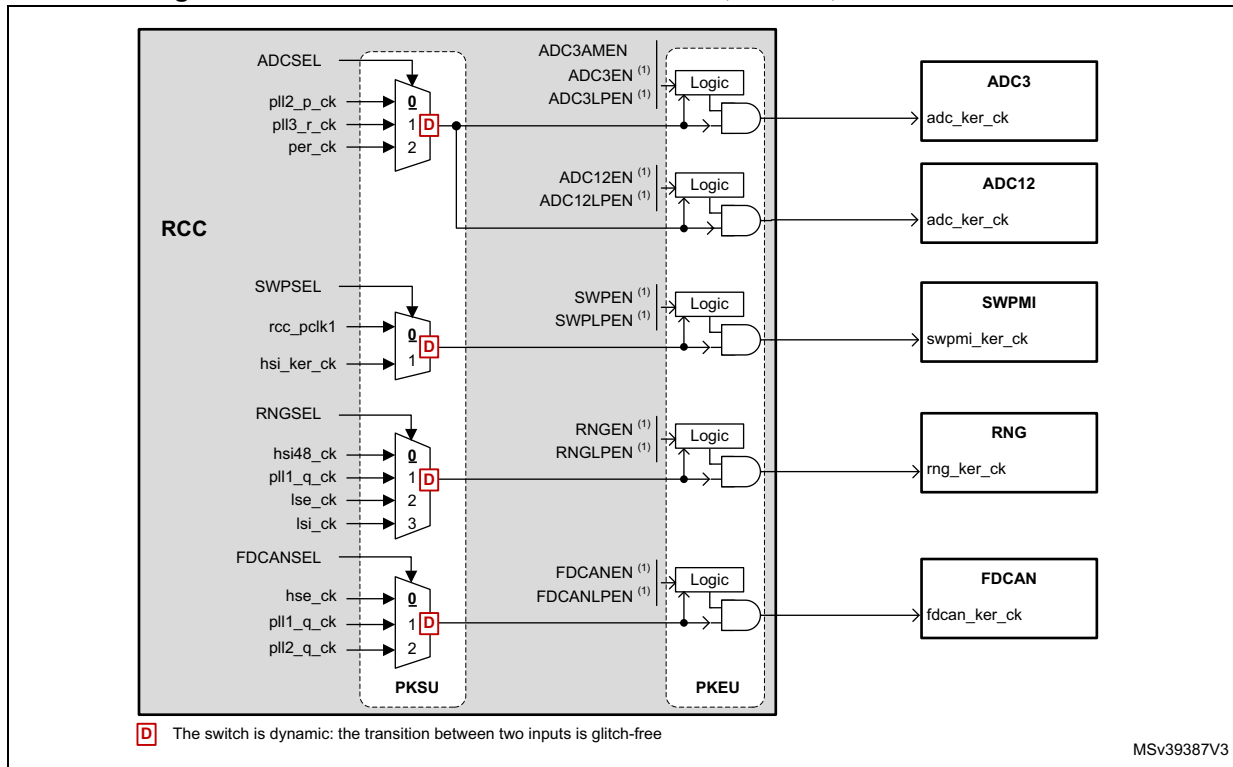 RCC
ADCSEL
pll2_p_ck
pll3_r_ck
per_ck
0
1
2
D
ADC3AMEN
ADC3EN (1)
ADC3LPEN (1)
Logic
ADC3
adc_ker_ck
ADC12EN (1)
ADC12LPEN (1)
Logic
ADC12
adc_ker_ck
SWPSEL
rcc_pclk1
hsi_ker_ck
0
1
D
SWPEN (1)
SWPLPEN (1)
Logic
SWPMI
swpmi_ker_ck
RNGSEL
hsi48_ck
pll1_q_ck
lse_ck
lsi_ck
0
1
2
3
D
RNGEN (1)
RNGLPEN (1)
Logic
RNG
rng_ker_ck
FDCANSEL
hse_ck
pll1_q_ck
pll2_q_ck
0
1
2
D
FDCANEN (1)
FDCANLPEN (1)
Logic
FDCAN
fdcan_ker_ck
PKSU
PKEU
D The switch is dynamic: the transition between two inputs is glitch-free
MSv39387V3